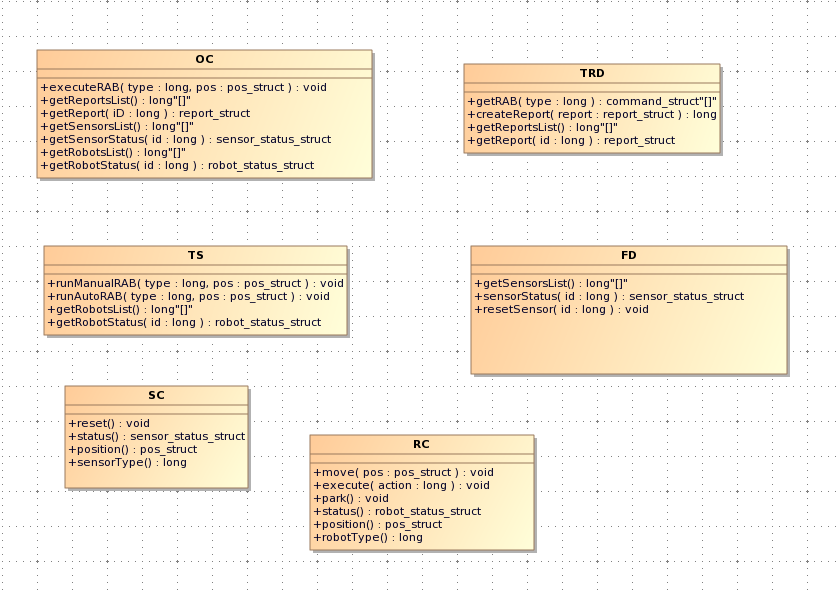 OC
+executeRAB( type : long, pos : pos_struct ) : void
+getReportsList() : long"[]"
+getReport( iD : long ) : report_struct
+getSensorsList() : long"[]"
+getSensorStatus( id : long ) : sensor_status_struct
+getRobotsList() : long"[]"
+getRobotStatus( id : long ) : robot_status_struct
TRD
+getRAB( type : long ) : command_struct"[]"
+createReport( report : report_struct ) : long
+getReportsList() : long"[]"
+getReport( id : long ) : report_struct
TS
+runManualRAB( type : long, pos : pos_struct ) : void
+runAutoRAB( type : long, pos : pos_struct ) : void
+getRobotsList() : long"[]"
+getRobotStatus( id : long ) : robot_status_struct
FD
+getSensorsList() : long"[]"
+sensorStatus( id : long ) : sensor_status_struct
+resetSensor( id : long ) : void
SC
+reset() : void
+status() : sensor_status_struct
+position() : pos_struct
+sensorType() : long
RC
+move( pos : pos_struct ) : void
+execute( action : long ) : void
+park() : void
+status() : robot_status_struct
+position() : pos_struct
+robotType() : long